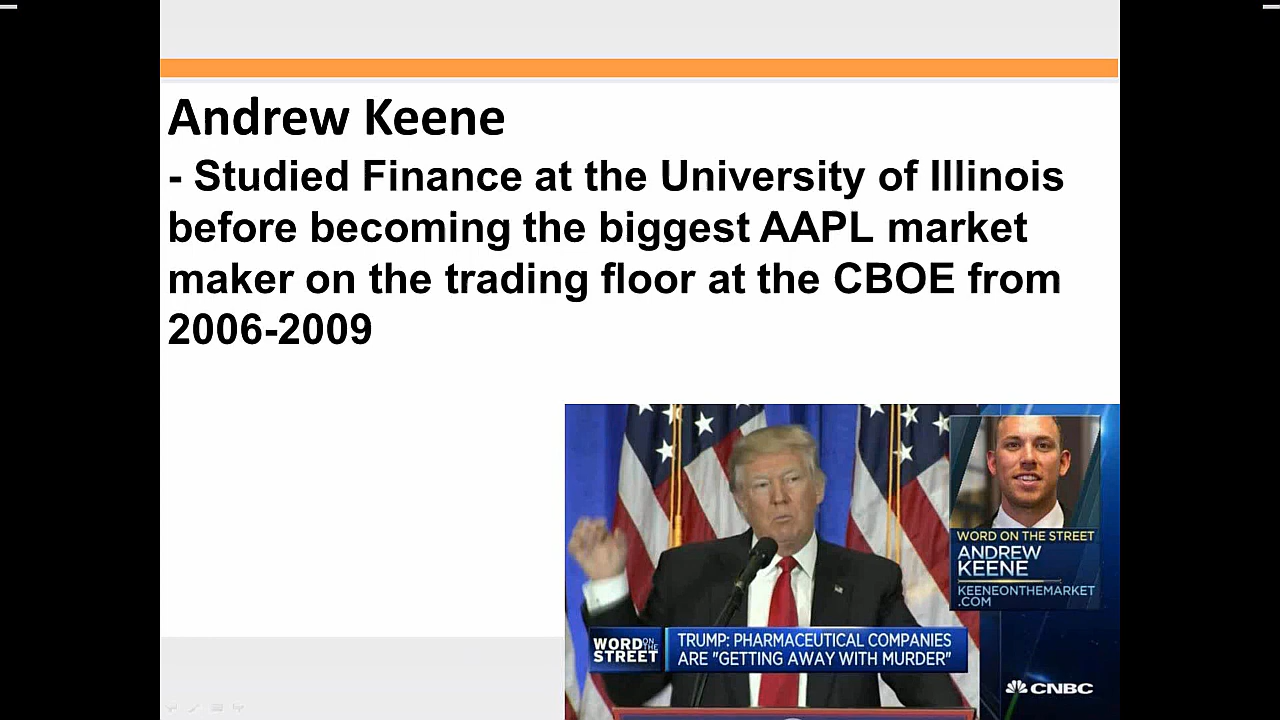 Andrew Keene
- Studied Finance at the University of Illinois
before becoming the biggest AAPL market
maker on the trading floor at the CBOE from
2006-2009
WORD ON THE STREET
ANDREW
KEENE
KEENEONTHEMARKET
.COM
WORD ON THE
STREET
TRUMP: PHARMACEUTICAL COMPANIES
ARE "GETTING AWAY WITH MURDER"
CNBC